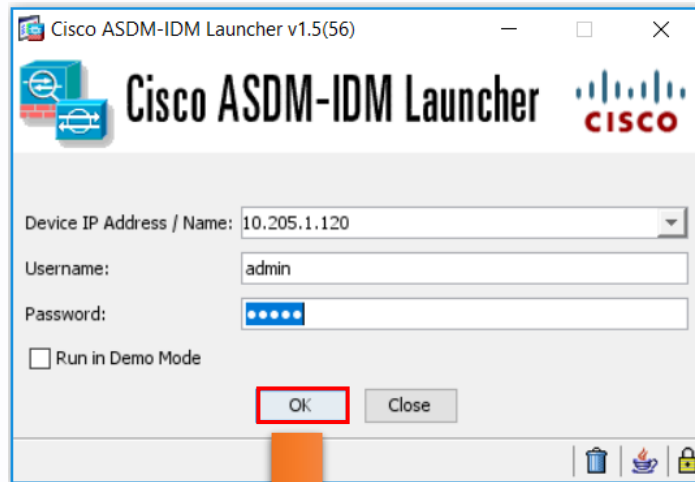 Cisco ASDM-IDM Launcher v1.5(56)
Cisco ASDM-IDM Launcher
CISCO
Device IP Address / Name: 10.205.1.120
Username: admin
Password: •••••
Run in Demo Mode
OK Close